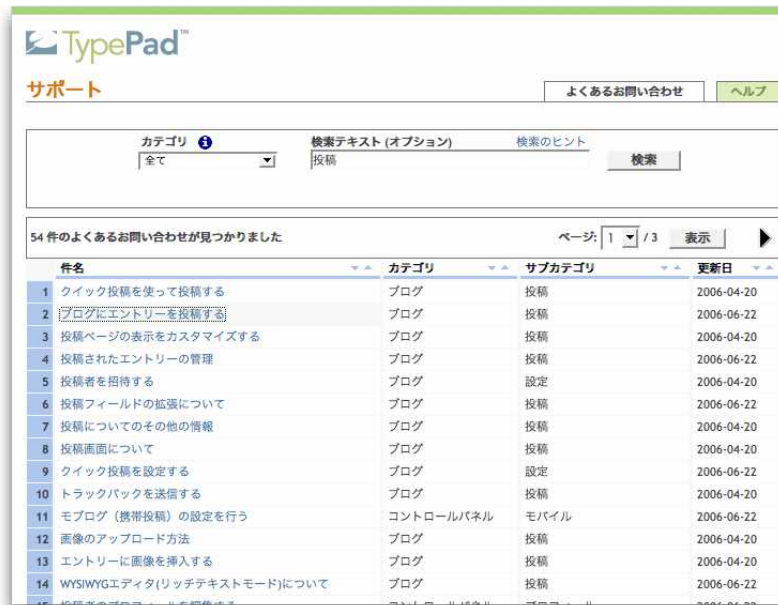 TypePad™
サポート
よくあるお問い合わせ ヘルプ
カテゴリ 検索テキスト (オプション) 検索のヒント
全て 投稿 検索
54 件のよくあるお問い合わせが見つかりました ページ: 1 / 3 表示
件名 カテゴリ サブカテゴリ 更新日
1 クイック投稿を使って投稿する ブログ 投稿 2006-04-20
2 ブログにエントリーを投稿する ブログ 投稿 2006-06-22
3 投稿ページの表示をカスタマイズする ブログ 投稿 2006-04-20
4 投稿されたエントリーの管理 ブログ 投稿 2006-06-22
5 投稿者を招待する ブログ 設定 2006-04-20
6 投稿フィールドの拡張について ブログ 投稿 2006-06-22
7 投稿についてのその他の情報 ブログ 投稿 2006-04-20
8 投稿画面について ブログ 投稿 2006-04-20
9 クイック投稿を設定する ブログ 設定 2006-06-22
10 トラックバックを送信する ブログ 投稿 2006-04-20
11 モブログ（携帯投稿）の設定を行う コントロールパネル モバイル 2006-06-22
12 画像のアップロード方法 ブログ 投稿 2006-04-20
13 エントリーに画像を挿入する ブログ 投稿 2006-04-20
14 WYSIWYGエディタ(リッチテキストモード)について ブログ 投稿 2006-06-22